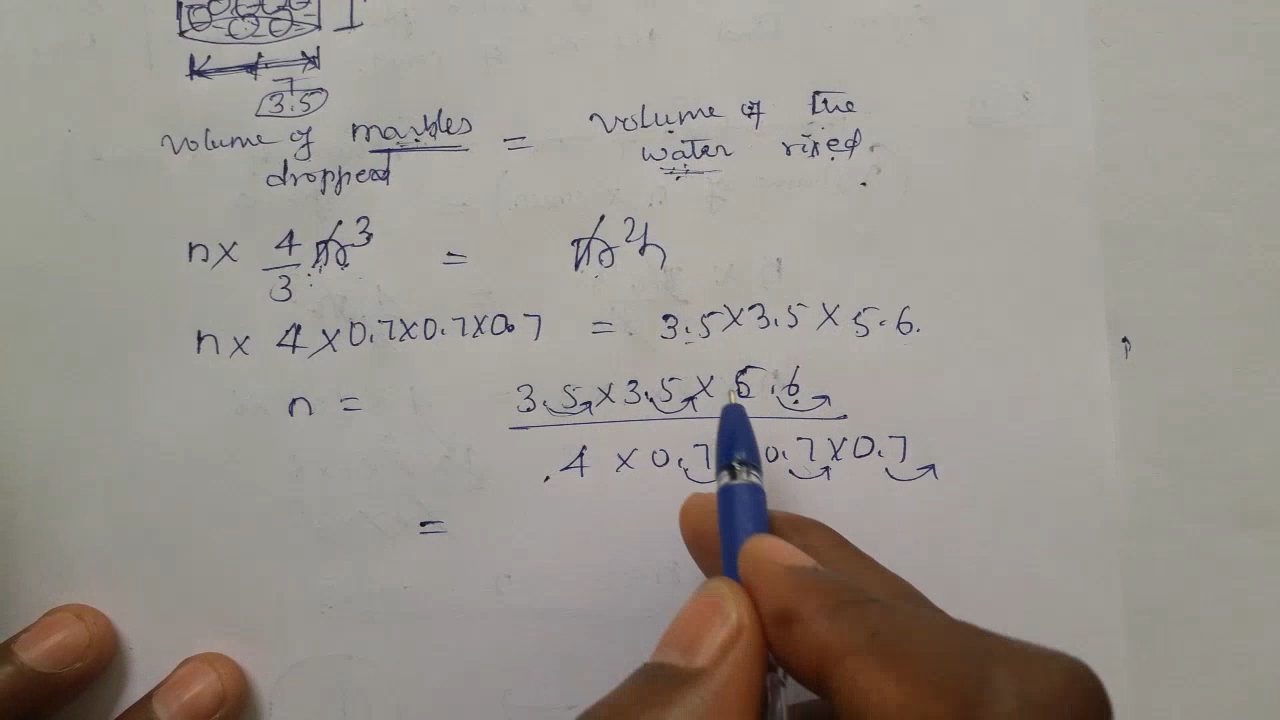 7
3.5
volume of marbles = volume of the
dropped water rised.
n× 4/3 πr³ = πr²h
n× 4×0.7×0.7×0.7 = 3.5×3.5×5.6.
n = 3.5×3.5×5.6
4×0.7 0.7×0.7
=